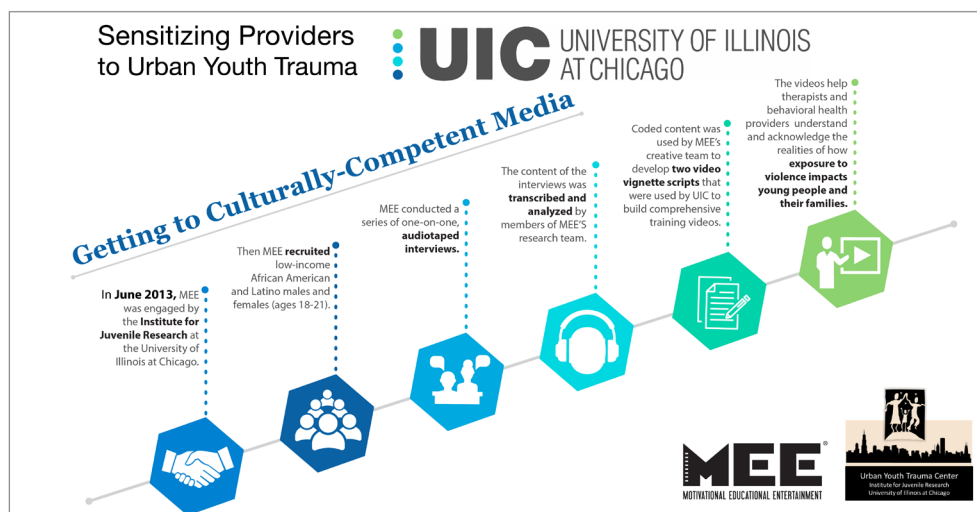 Sensitizing Providers
to Urban Youth Trauma
UIC
UNIVERSITY OF ILLINOIS
AT CHICAGO
Getting to Culturally-Competent Media
In June 2013, MEE
was engaged by
the Institute for
Juvenile Research at
the University of
Illinois at Chicago.
Then MEE recruited
low-income
African American
and Latino males and
females (ages 18-21).
MEE conducted a
series of one-on-one,
audiotaped
interviews.
The content of the
interviews was
transcribed and
analyzed by
members of MEE'S
research team.
Coded content was
used by MEE's
creative team to
develop two video
vignette scripts that
were used by UIC to
build comprehensive
training videos.
The videos help
therapists and
behavioral health
providers understand
and acknowledge the
realities of how
exposure to
violence impacts
young people and
their families.
MEE®
MOTIVATIONAL EDUCATIONAL ENTERTAINMENT
Urban Youth Trauma Center
Institute for Juvenile Research
University of Illinois at Chicago